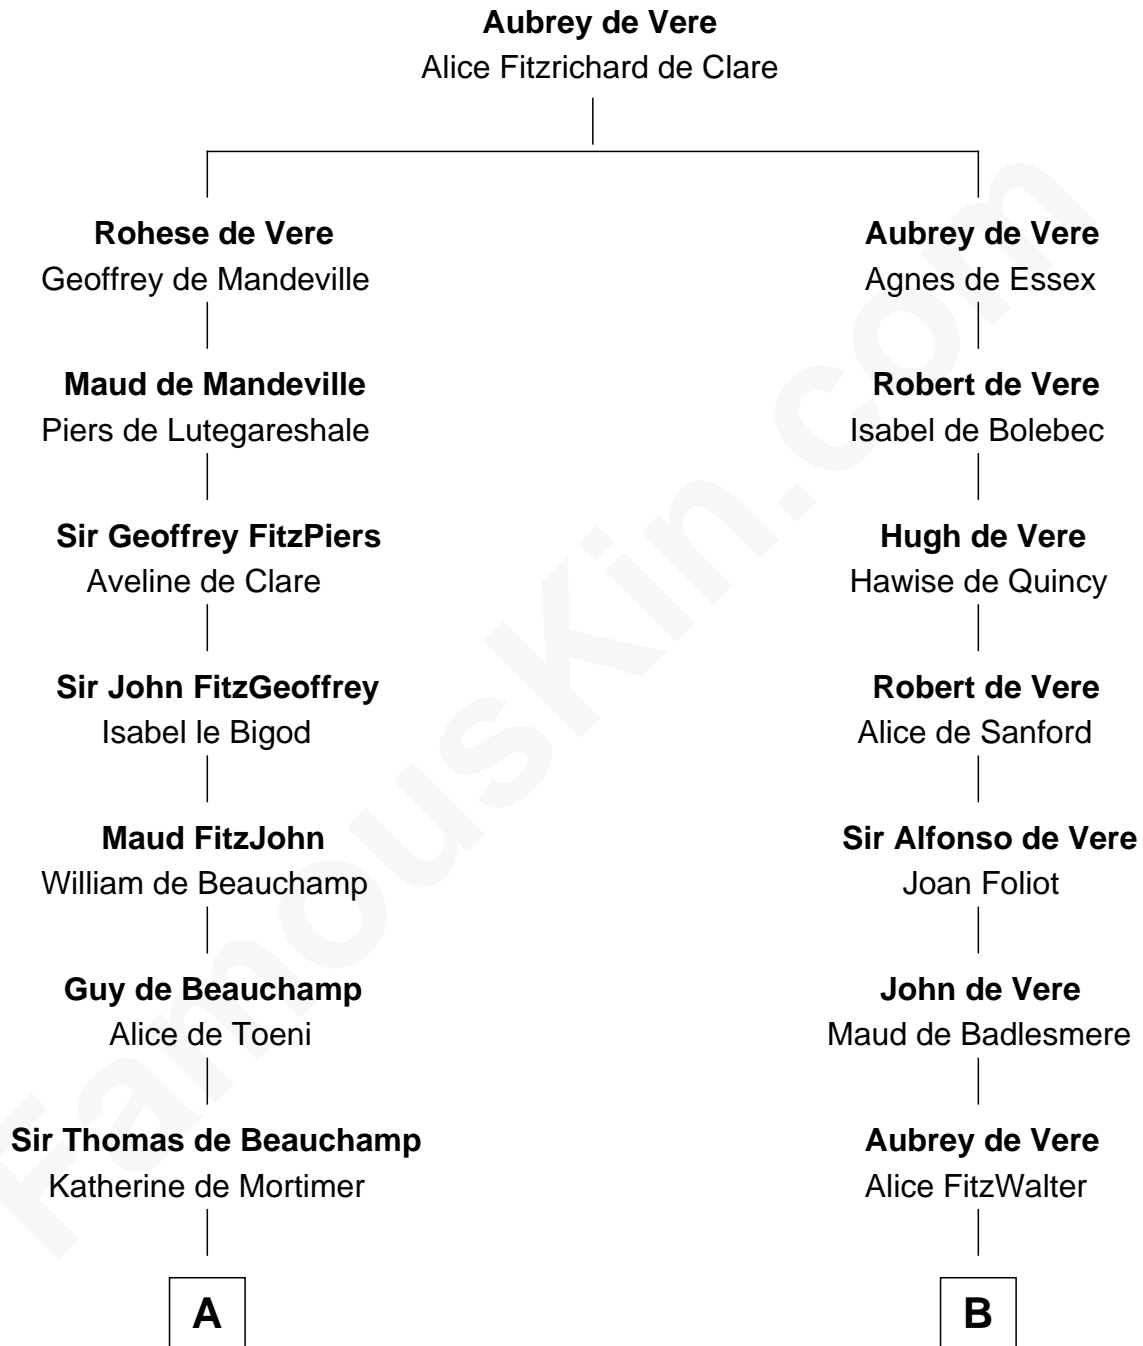 Aubrey de Vere
Alice Fitzrichard de Clare
Rohese de Vere
Geoffrey de Mandeville
Maud de Mandeville
Piers de Lutegareshale
Sir Geoffrey FitzPiers
Aveline de Clare
Sir John FitzGeoffrey
Isabel le Bigod
Maud FitzJohn
William de Beauchamp
Guy de Beauchamp
Alice de Toeni
Sir Thomas de Beauchamp
Katherine de Mortimer
A
Aubrey de Vere
Agnes de Essex
Robert de Vere
Isabel de Bolebec
Hugh de Vere
Hawise de Quincy
Robert de Vere
Alice de Sanford
Sir Alfonso de Vere
Joan Foliot
John de Vere
Maud de Badlesmere
Aubrey de Vere
Alice FitzWalter
B
FamousKin.com